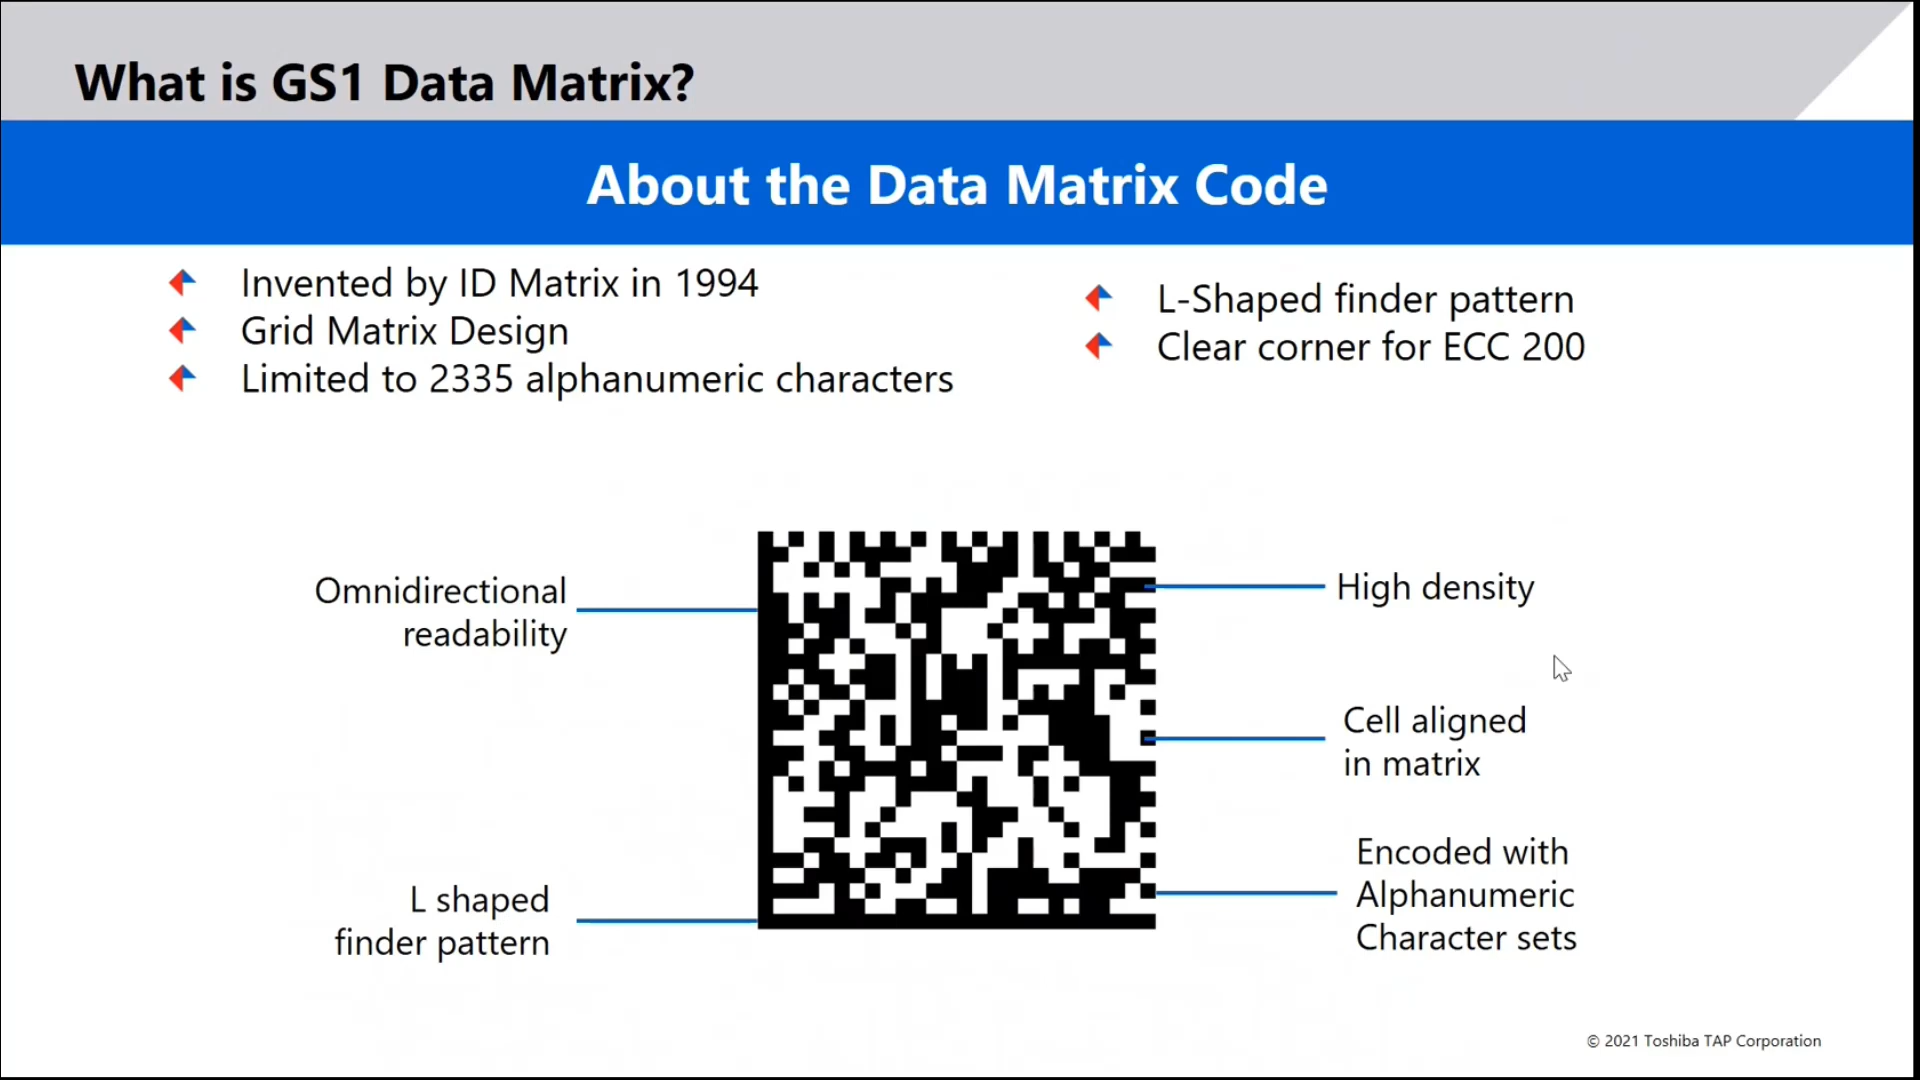 What is GS1 Data Matrix?
About the Data Matrix Code
Invented by ID Matrix in 1994
Grid Matrix Design
Limited to 2335 alphanumeric characters
L-Shaped finder pattern
Clear corner for ECC 200
Omnidirectional
readability
L shaped
finder pattern
High density
Cell aligned
in matrix
Encoded with
Alphanumeric
Character sets
© 2021 Toshiba TAP Corporation